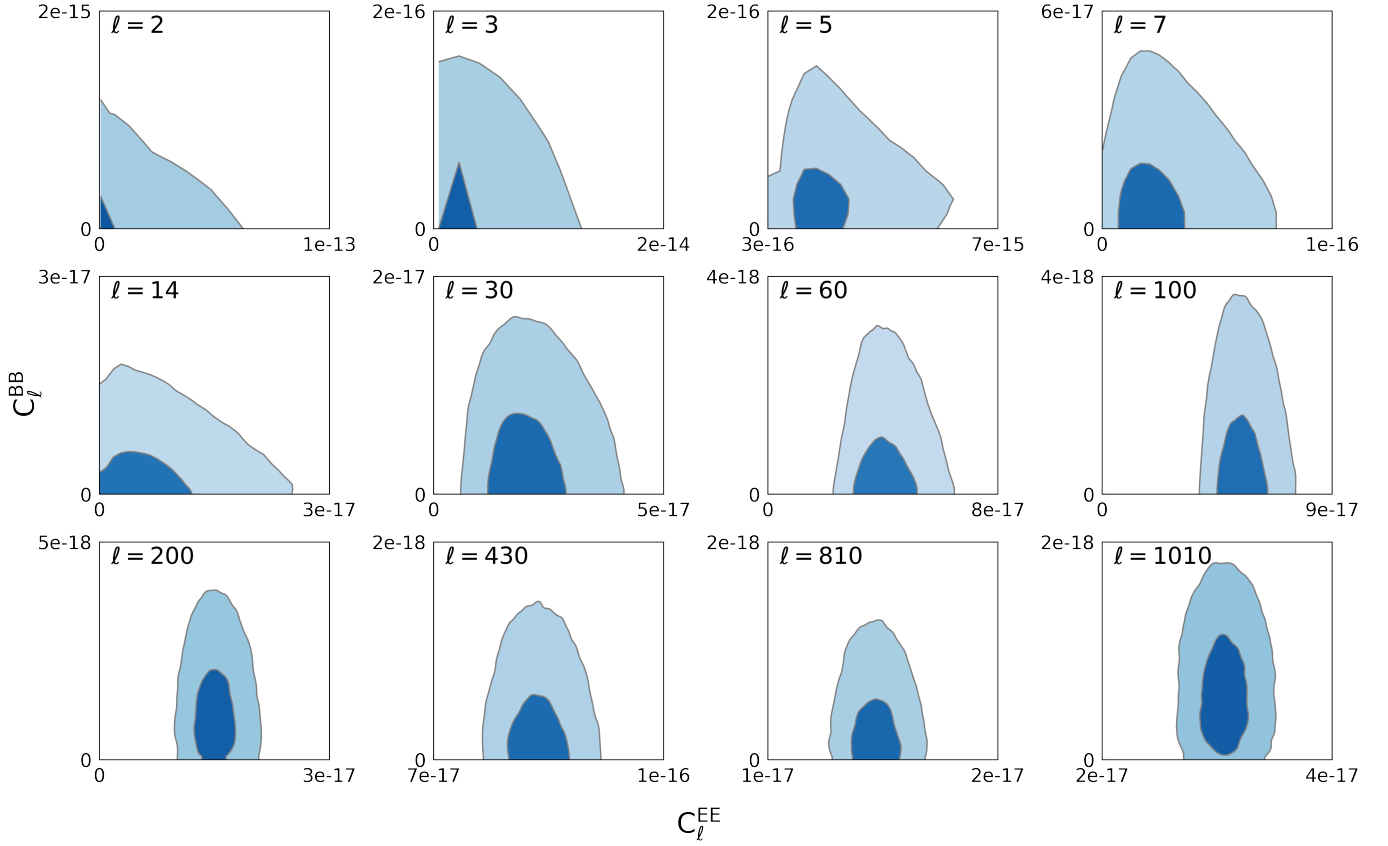 2e-15
ℓ = 2
0
0
1e-13
2e-16
ℓ = 3
0
0
2e-14
2e-16
ℓ = 5
0
3e-16
7e-15
6e-17
ℓ = 7
0
0
1e-16
3e-17
ℓ = 14
0
0
3e-17
2e-17
ℓ = 30
0
0
5e-17
4e-18
ℓ = 60
0
0
8e-17
4e-18
ℓ = 100
0
0
9e-17
5e-18
ℓ = 200
0
0
3e-17
2e-18
ℓ = 430
0
7e-17
1e-16
2e-18
ℓ = 810
0
1e-17
2e-17
2e-18
ℓ = 1010
0
2e-17
4e-17
C_ℓ^BB
C_ℓ^EE